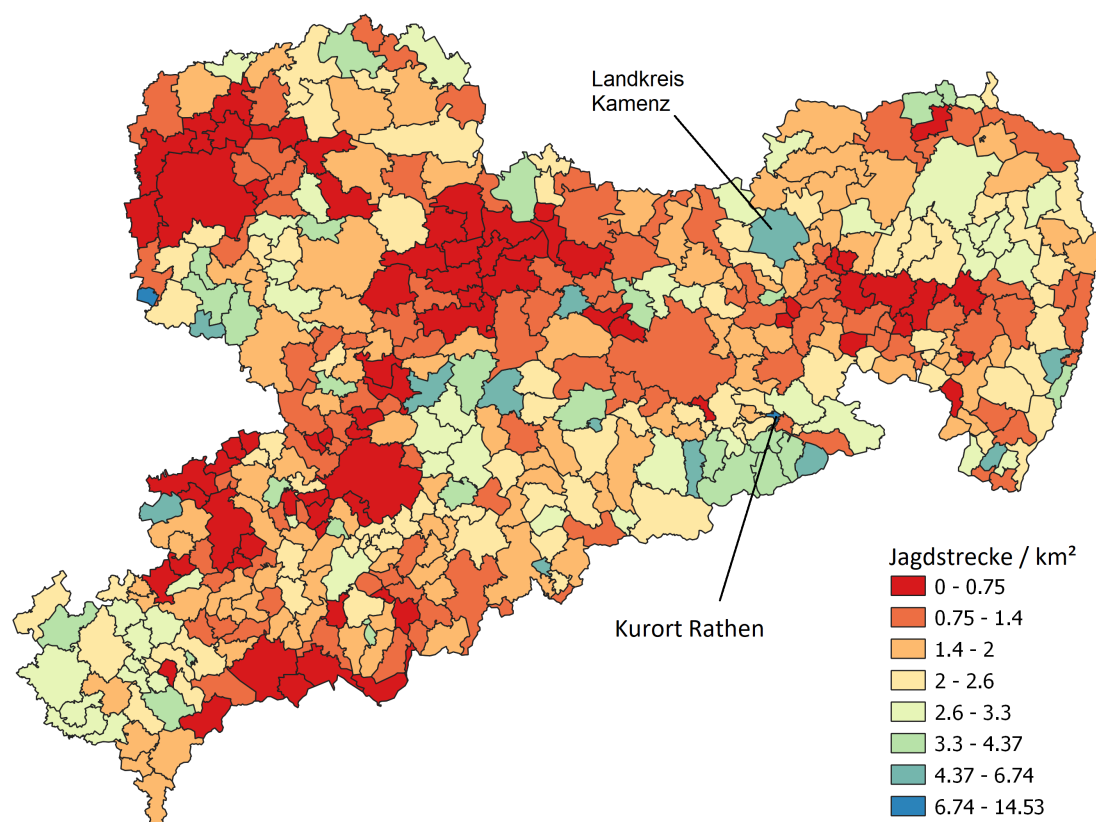 Landkreis
Kamenz
Kurort Rathen
Jagdstrecke / km²
0 - 0.75
0.75 - 1.4
1.4 - 2
2 - 2.6
2.6 - 3.3
3.3 - 4.37
4.37 - 6.74
6.74 - 14.53